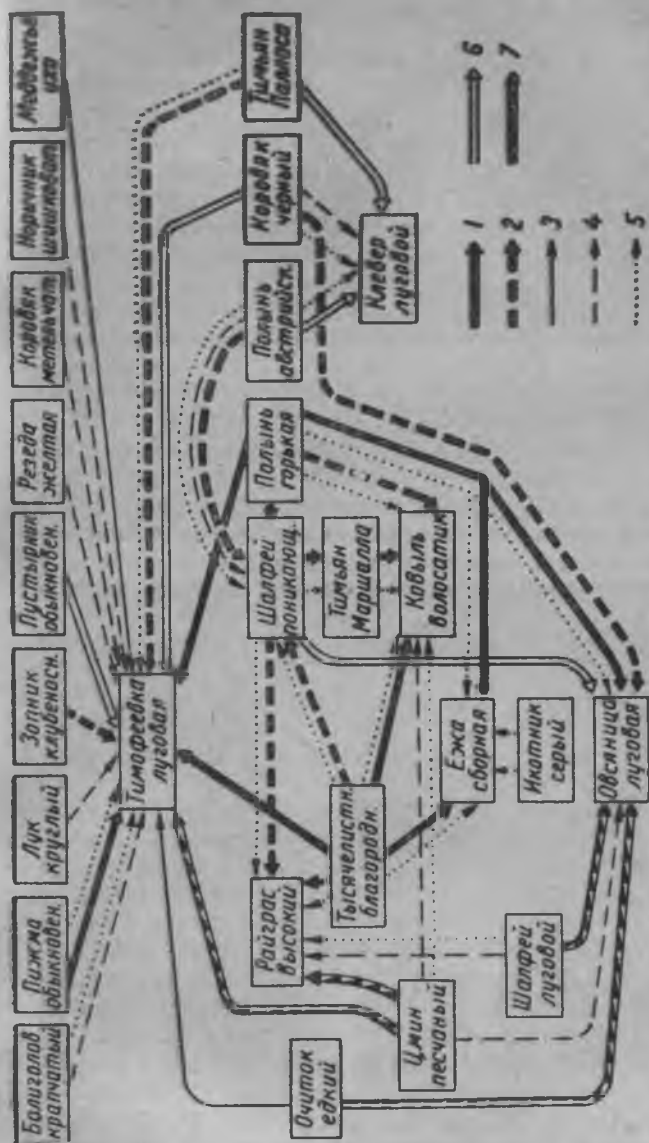 Болиголов
крапчатый
Пижма
обыкновен.
Лук
круглый
Зопник
клубеносн.
Пустырник
обыкновен.
Резеда
желтая
Коровяк
метельчат.
Норичник
шишковат.
Медвежье
ухо
Тимофеевка
луговая
Очиток
едкий
Цмин
песчаный
Шалфей
луговой
Райграс
высокий
Тысячелистн.
благородн.
Ежа
сборная
Икотник
серый
Овсяница
луговая
Шалфей
поникающ.
Тимьян
Маршалла
Ковыль
волосатик
Полынь
горькая
Полынь
австрийск.
Коровяк
черный
Тимьян
Палласа
Клевер
луговой
1
2
3
4
5
6
7